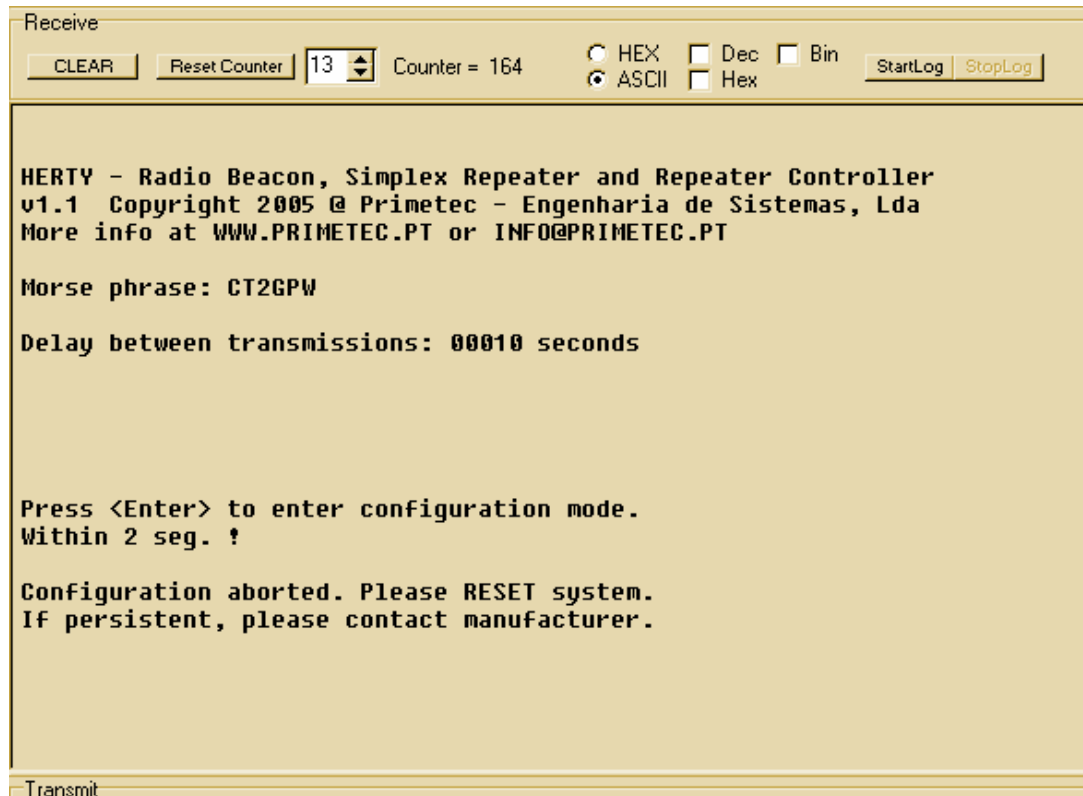 Receive
CLEAR Reset Counter 13 Counter = 164 HEX Dec Bin StartLog StopLog
ASCII Hex
HERTY - Radio Beacon, Simplex Repeater and Repeater Controller
v1.1 Copyright 2005 @ Primetec - Engenharia de Sistemas, Lda
More info at WWW.PRIMETEC.PT or INFO@PRIMETEC.PT
Morse phrase: CT2GPW
Delay between transmissions: 00010 seconds
Press <Enter> to enter configuration mode.
Within 2 seg. !
Configuration aborted. Please RESET system.
If persistent, please contact manufacturer.
Transmit